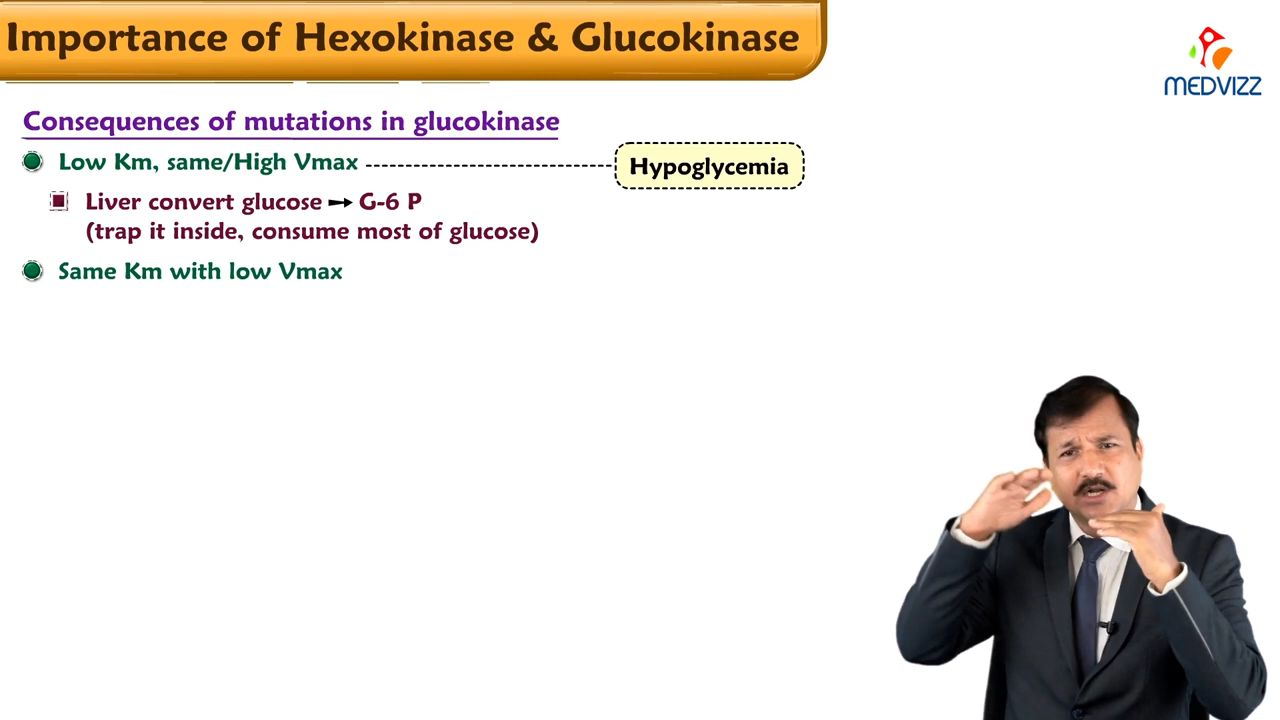 Importance of Hexokinase & Glucokinase
MEDVIZZ
Consequences of mutations in glucokinase
Low Km, same/High Vmax
Hypoglycemia
Liver convert glucose → G-6 P
(trap it inside, consume most of glucose)
Same Km with low Vmax